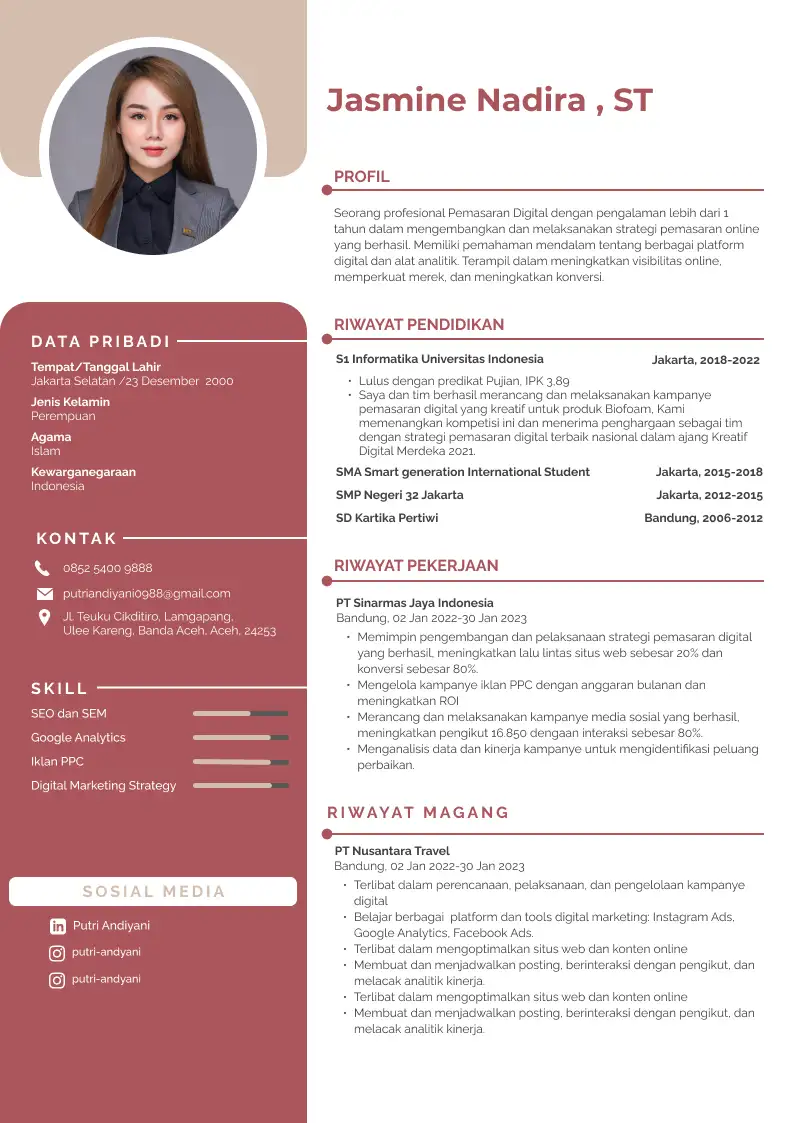 Jasmine Nadira , ST
PROFIL
Seorang profesional Pemasaran Digital dengan pengalaman lebih dari 1
tahun dalam mengembangkan dan melaksanakan strategi pemasaran online
yang berhasil. Memiliki pemahaman mendalam tentang berbagai platform
digital dan alat analitik. Terampil dalam meningkatkan visibilitas online,
memperkuat merek, dan meningkatkan konversi.
DATA PRIBADI
Tempat/Tanggal Lahir
Jakarta Selatan /23 Desember 2000
Jenis Kelamin
Perempuan
Agama
Islam
Kewarganegaraan
Indonesia
KONTAK
0852 5400 9888
putriandiyani0988@gmail.com
Jl. Teuku Cikditiro, Lamgapang,
Ulee Kareng, Banda Aceh, Aceh, 24253
SKILL
SEO dan SEM
Google Analytics
Iklan PPC
Digital Marketing Strategy
SOSIAL MEDIA
Putri Andiyani
putri-andyani
putri-andyani
RIWAYAT PENDIDIKAN
S1 Informatika Universitas Indonesia Jakarta, 2018-2022
• Lulus dengan predikat Pujian, IPK 3,89
• Saya dan tim berhasil merancang dan melaksanakan kampanye
pemasaran digital yang kreatif untuk produk Biofoam, Kami
memenangkan kompetisi ini dan menerima penghargaan sebagai tim
dengan strategi pemasaran digital terbaik nasional dalam ajang Kreatif
Digital Merdeka 2021.
SMA Smart generation International Student Jakarta, 2015-2018
SMP Negeri 32 Jakarta Jakarta, 2012-2015
SD Kartika Pertiwi Bandung, 2006-2012
RIWAYAT PEKERJAAN
PT Sinarmas Jaya Indonesia
Bandung, 02 Jan 2022-30 Jan 2023
• Memimpin pengembangan dan pelaksanaan strategi pemasaran digital
yang berhasil, meningkatkan lalu lintas situs web sebesar 20% dan
konversi sebesar 80%.
• Mengelola kampanye iklan PPC dengan anggaran bulanan dan
meningkatkan ROI
• Merancang dan melaksanakan kampanye media sosial yang berhasil,
meningkatkan pengikut 16.850 dengaan interaksi sebesar 80%.
• Menganalisis data dan kinerja kampanye untuk mengidentifikasi peluang
perbaikan.
RIWAYAT MAGANG
PT Nusantara Travel
Bandung, 02 Jan 2022-30 Jan 2023
• Terlibat dalam perencanaan, pelaksanaan, dan pengelolaan kampanye
digital
• Belajar berbagai platform dan tools digital marketing: Instagram Ads,
Google Analytics, Facebook Ads.
• Terlibat dalam mengoptimalkan situs web dan konten online
• Membuat dan menjadwalkan posting, berinteraksi dengan pengikut, dan
melacak analitik kinerja.
• Terlibat dalam mengoptimalkan situs web dan konten online
• Membuat dan menjadwalkan posting, berinteraksi dengan pengikut, dan
melacak analitik kinerja.